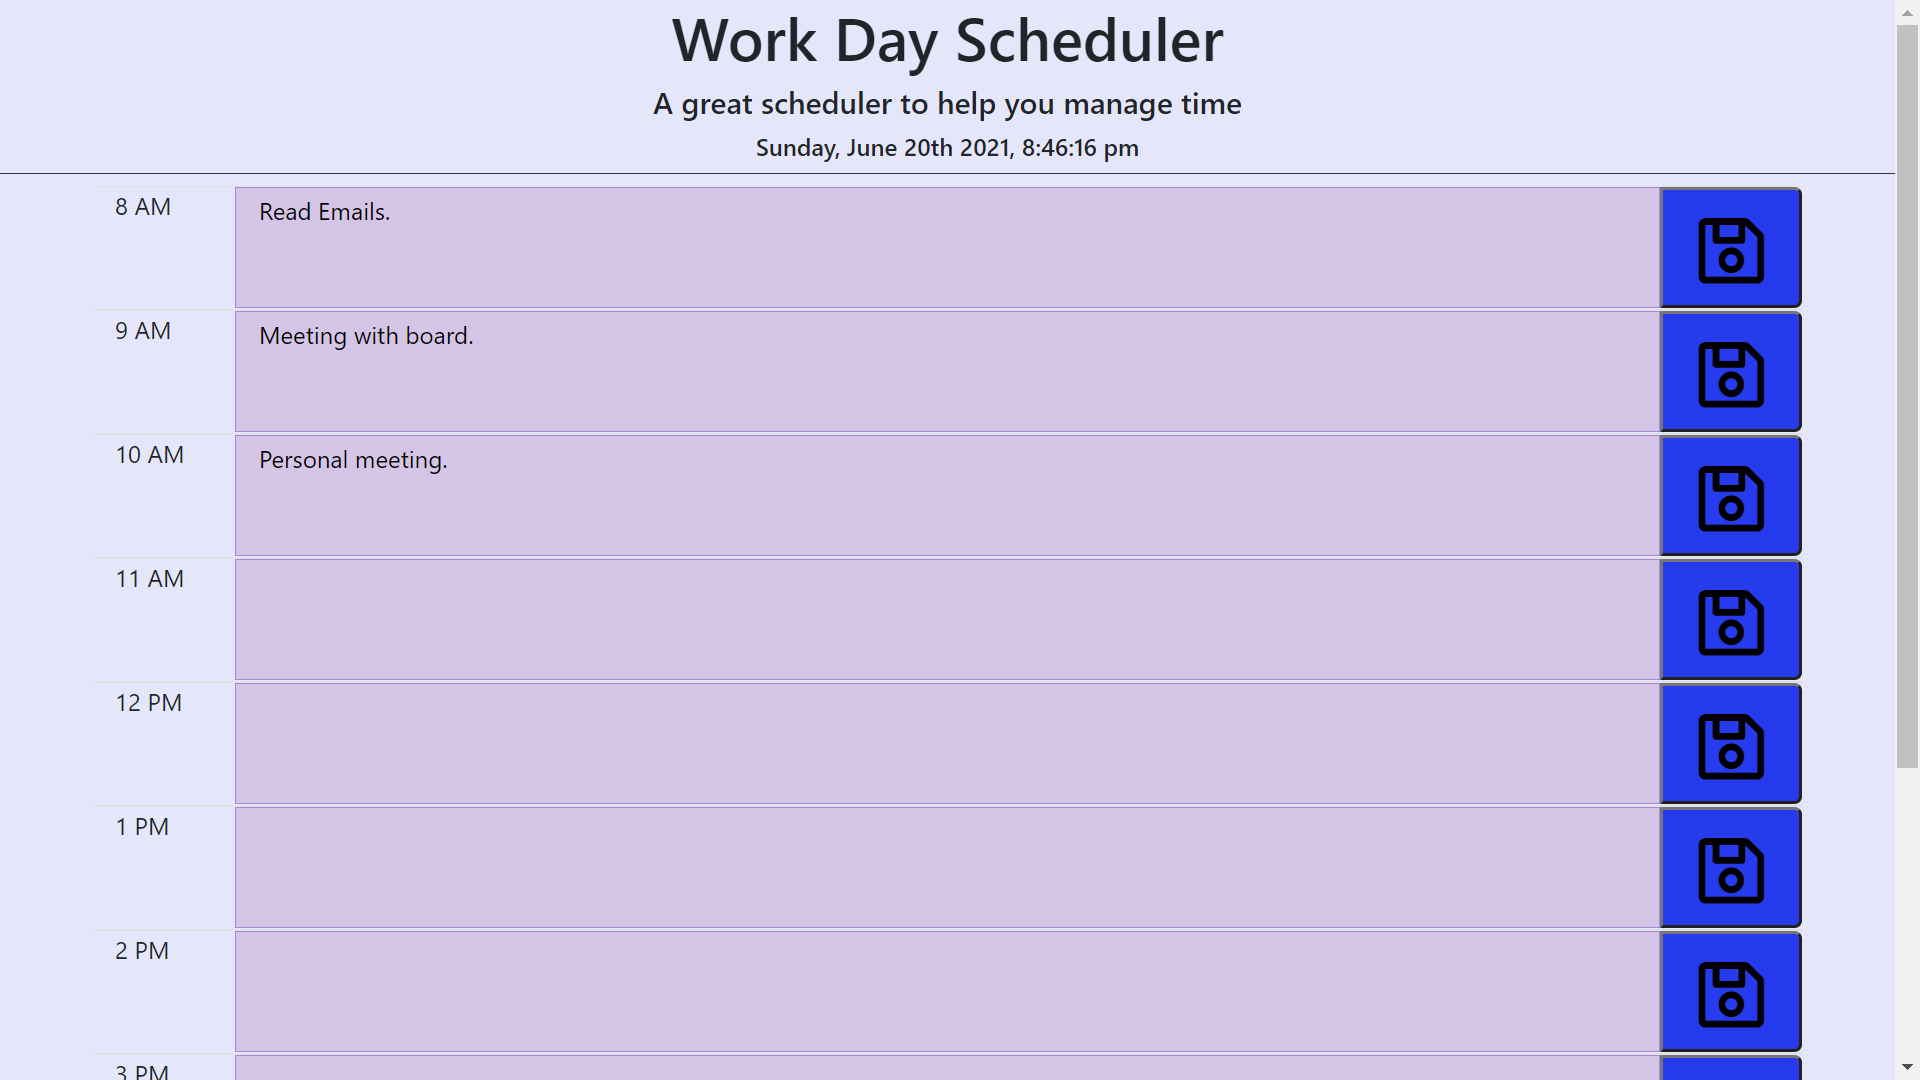 Work Day Scheduler
A great scheduler to help you manage time
Sunday, June 20th 2021, 8:46:16 pm
8 AM
Read Emails.
9 AM
Meeting with board.
10 AM
Personal meeting.
11 AM
12 PM
1 PM
2 PM
3 PM